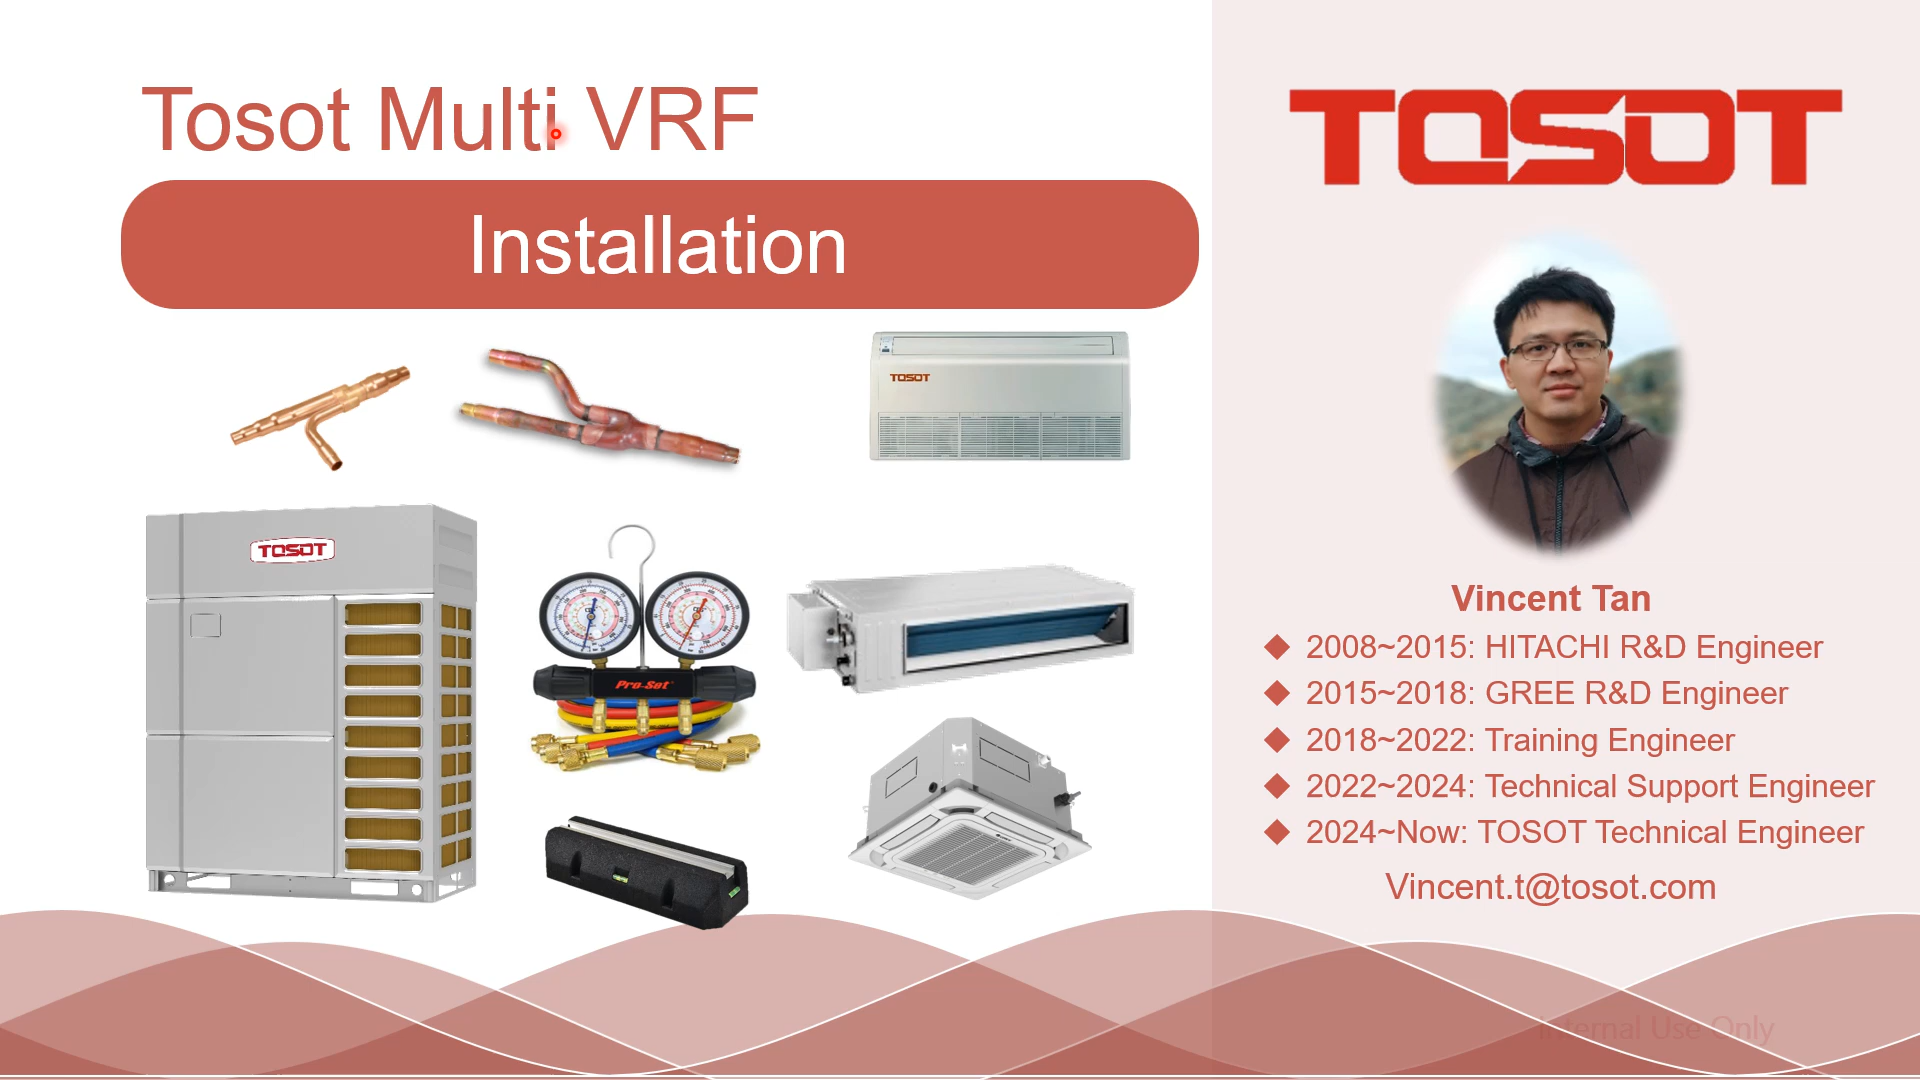 Tosot Multi VRF
Installation
TOSOT
TOSOT
Pro-Set
TOSOT
Vincent Tan
2008~2015: HITACHI R&D Engineer
2015~2018: GREE R&D Engineer
2018~2022: Training Engineer
2022~2024: Technical Support Engineer
2024~Now: TOSOT Technical Engineer
Vincent.t@tosot.com
Internal Use Only